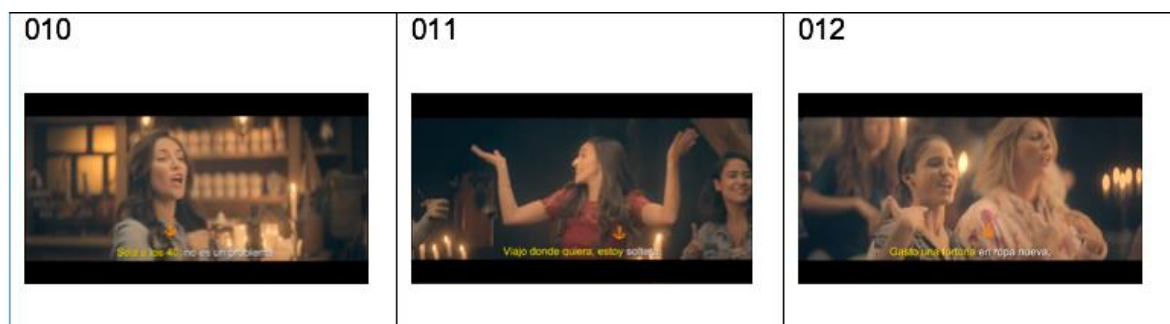 010
011
012
Sola a los 40, no es un problema
Viajo donde quiera, estoy soltera.
Gasto una fortuna en ropa nueva,